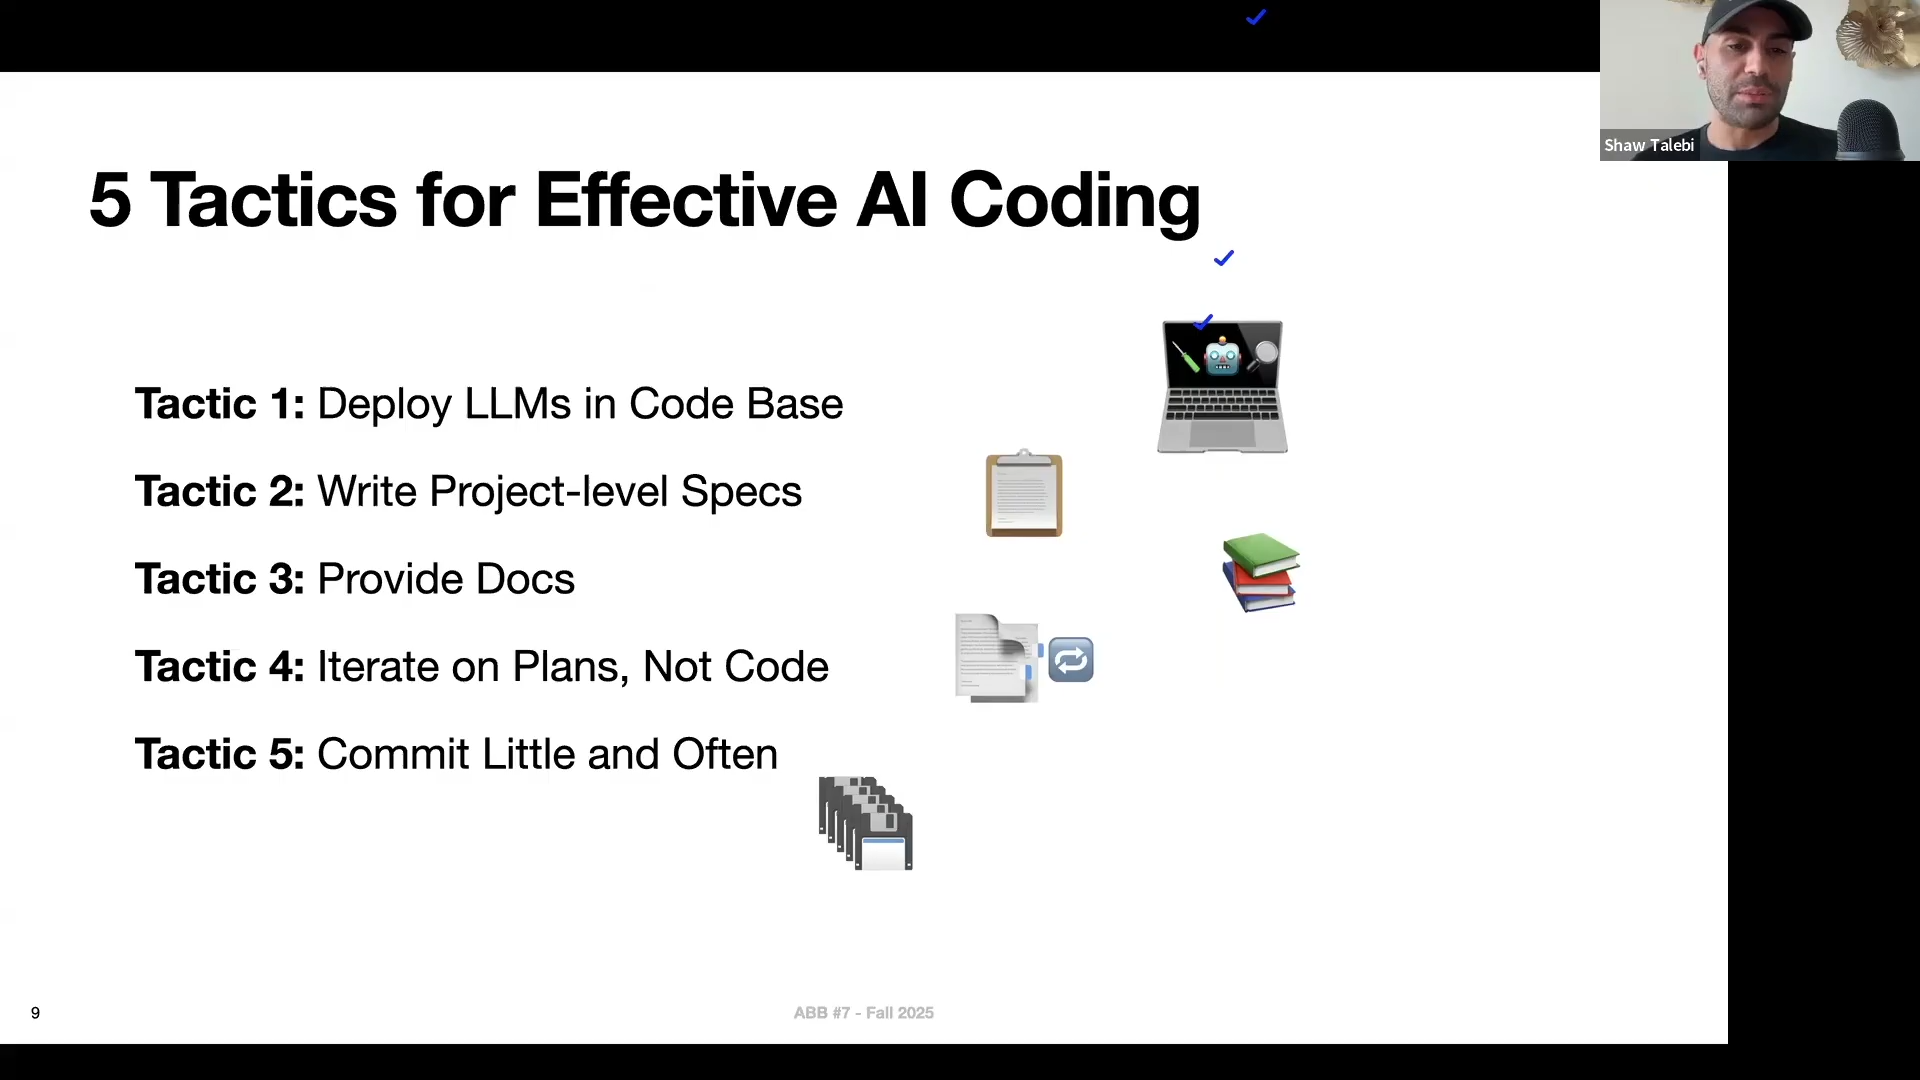 Shaw Talebi
5 Tactics for Effective AI Coding
Tactic 1: Deploy LLMs in Code Base
Tactic 2: Write Project-level Specs
Tactic 3: Provide Docs
Tactic 4: Iterate on Plans, Not Code
Tactic 5: Commit Little and Often
9
ABB #7 - Fall 2025